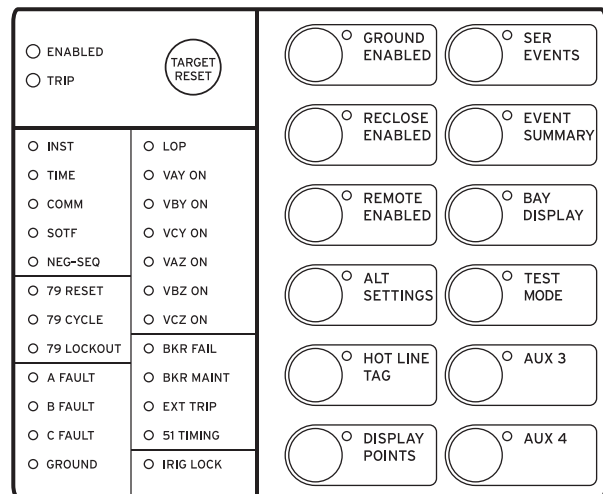 ENABLED
TRIP
TARGET
RESET
INST
TIME
COMM
SOTF
NEG-SEQ
79 RESET
79 CYCLE
79 LOCKOUT
A FAULT
B FAULT
C FAULT
GROUND
LOP
VAY ON
VBY ON
VCY ON
VAZ ON
VBZ ON
VCZ ON
BKR FAIL
BKR MAINT
EXT TRIP
51 TIMING
IRIG LOCK
GROUND
ENABLED
RECLOSE
ENABLED
REMOTE
ENABLED
ALT
SETTINGS
HOT LINE
TAG
DISPLAY
POINTS
SER
EVENTS
EVENT
SUMMARY
BAY
DISPLAY
TEST
MODE
AUX 3
AUX 4